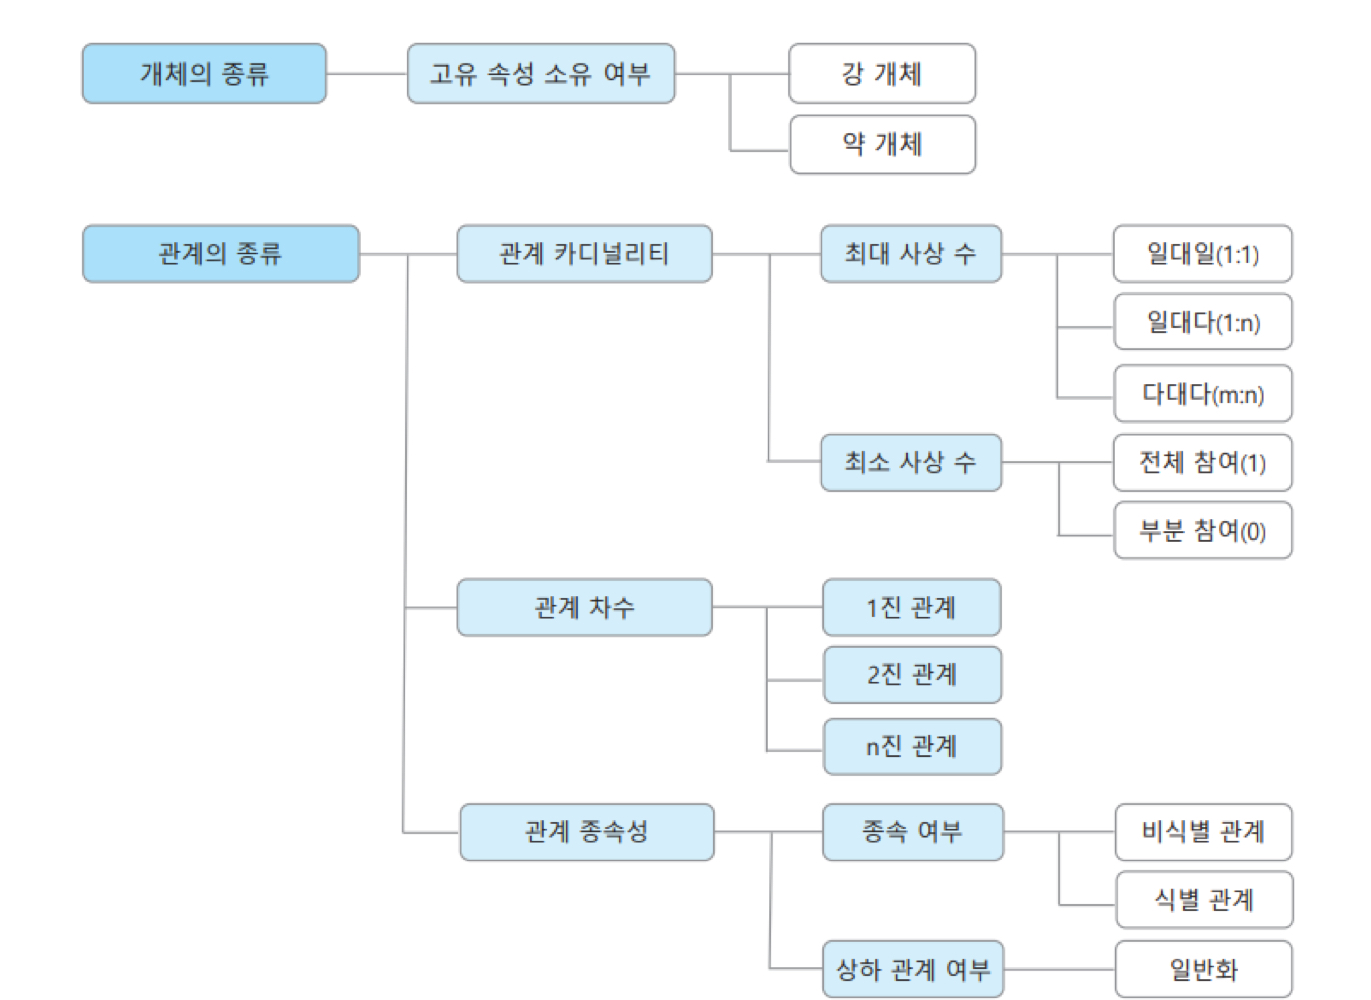 개체의 종류
고유 속성 소유 여부
강 개체
약 개체
관계의 종류
관계 카디널리티
최대 사상 수
일대일(1:1)
일대다(1:n)
다대다(m:n)
최소 사상 수
전체 참여(1)
부분 참여(0)
관계 차수
1진 관계
2진 관계
n진 관계
관계 종속성
종속 여부
비식별 관계
식별 관계
상하 관계 여부
일반화